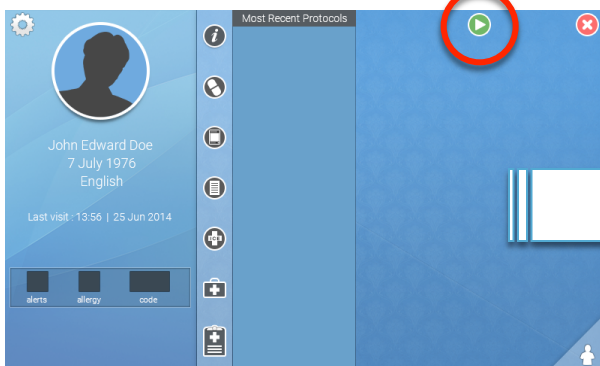 Most Recent Protocols
John Edward Doe
7 July 1976
English
Last visit : 13:56 | 25 Jun 2014
alerts
allergy
code